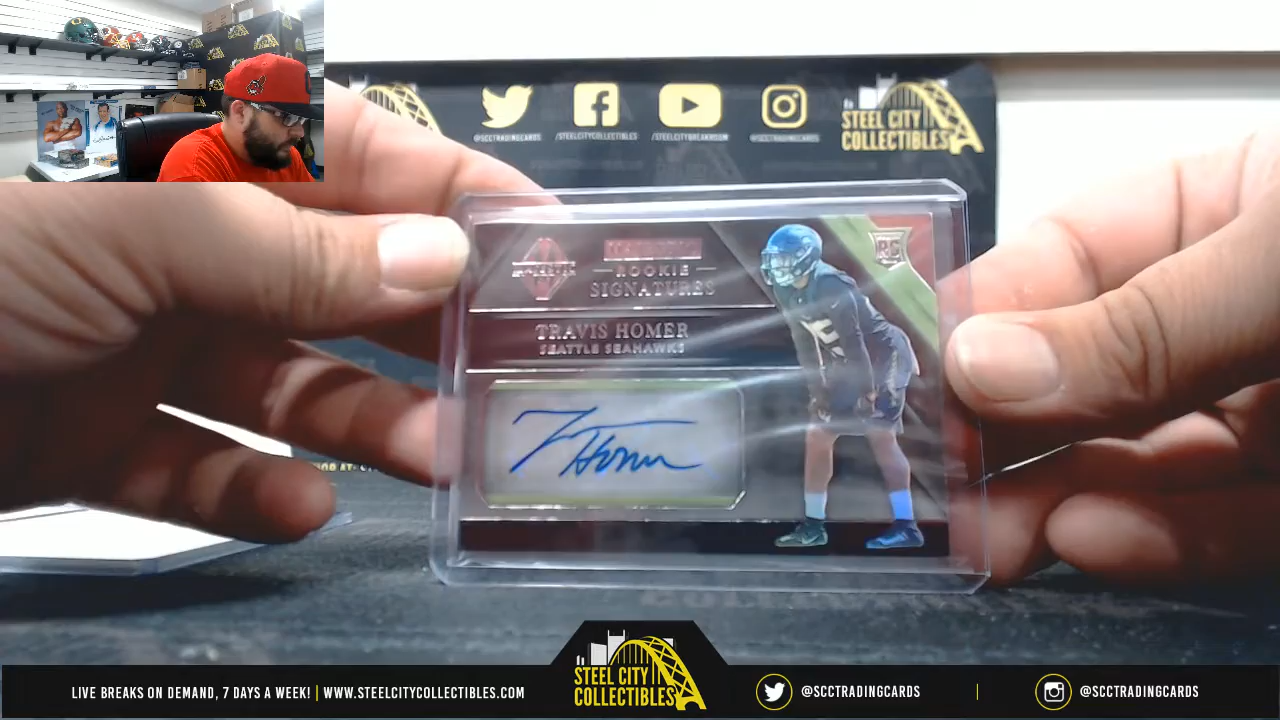 @SCCTRADINGCARDS
/STEELCITYCOLLECTIBLES
/STEELCITYBREAKROOM
@SCCTRADINGCARDS
STEEL CITY
COLLECTIBLES
RC
ROOKIE
SIGNATURES
TRAVIS HOMER
SEATTLE SEAHAWKS
T Homer
LIVE BREAKS ON DEMAND, 7 DAYS A WEEK! | WWW.STEELCITYCOLLECTIBLES.COM
STEEL CITY
COLLECTIBLES
@SCCTRADINGCARDS
@SCCTRADINGCARDS